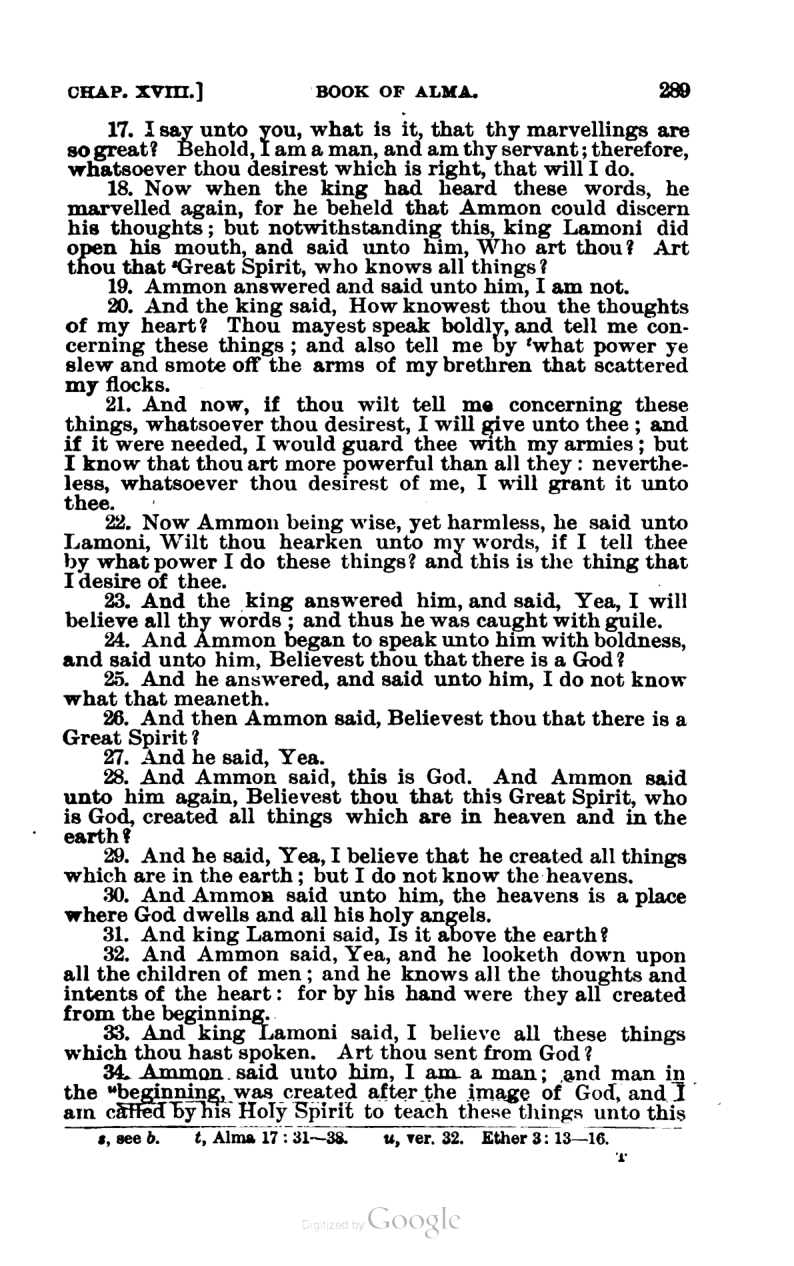 CHAP. XVIII.] BOOK OF ALMA. 289
17. I say unto you, what is it, that thy marvellings are
so great? Behold, I am a man, and am thy servant; therefore,
whatsoever thou desirest which is right, that will I do.
18. Now when the king had heard these words, he
marvelled again, for he beheld that Ammon could discern
his thoughts; but notwithstanding this, king Lamoni did
open his mouth, and said unto him, Who art thou? Art
thou that ˢGreat Spirit, who knows all things?
19. Ammon answered and said unto him, I am not.
20. And the king said, How knowest thou the thoughts
of my heart? Thou mayest speak boldly, and tell me con-
cerning these things; and also tell me by ᵗwhat power ye
slew and smote off the arms of my brethren that scattered
my flocks.
21. And now, if thou wilt tell me concerning these
things, whatsoever thou desirest, I will give unto thee; and
if it were needed, I would guard thee with my armies; but
I know that thou art more powerful than all they: neverthe-
less, whatsoever thou desirest of me, I will grant it unto
thee.
22. Now Ammon being wise, yet harmless, he said unto
Lamoni, Wilt thou hearken unto my words, if I tell thee
by what power I do these things? and this is the thing that
I desire of thee.
23. And the king answered him, and said, Yea, I will
believe all thy words; and thus he was caught with guile.
24. And Ammon began to speak unto him with boldness,
and said unto him, Believest thou that there is a God?
25. And he answered, and said unto him, I do not know
what that meaneth.
26. And then Ammon said, Believest thou that there is a
Great Spirit?
27. And he said, Yea.
28. And Ammon said, this is God. And Ammon said
unto him again, Believest thou that this Great Spirit, who
is God, created all things which are in heaven and in the
earth?
29. And he said, Yea, I believe that he created all things
which are in the earth; but I do not know the heavens.
30. And Ammon said unto him, the heavens is a place
where God dwells and all his holy angels.
31. And king Lamoni said, Is it above the earth?
32. And Ammon said, Yea, and he looketh down upon
all the children of men; and he knows all the thoughts and
intents of the heart: for by his hand were they all created
from the beginning.
33. And king Lamoni said, I believe all these things
which thou hast spoken. Art thou sent from God?
34. Ammon said unto him, I am a man; and man in
the ᵘbeginning, was created after the image of God, and I
am called by his Holy Spirit to teach these things unto this
s, see b. t, Alma 17:31—38. u, ver. 32. Ether 3:13—16.
T
Digitized by Google